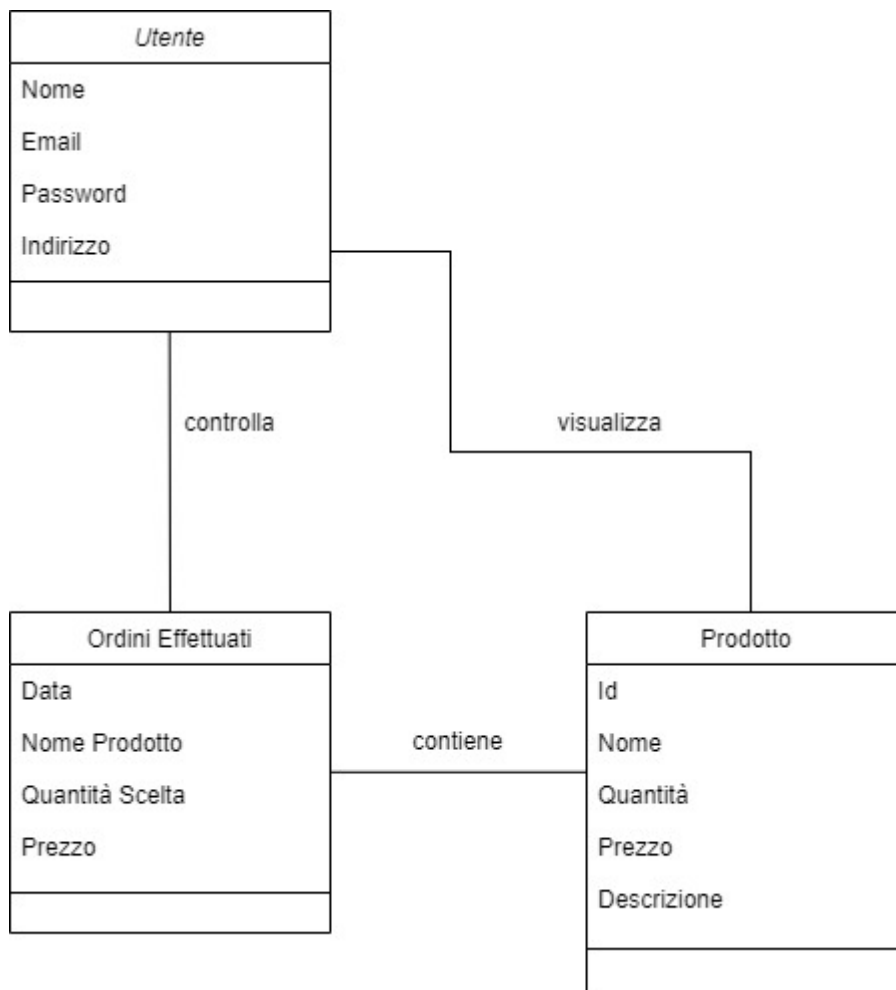 Utente
Nome
Email
Password
Indirizzo
controlla
visualizza
Ordini Effettuati
Data
Nome Prodotto
Quantità Scelta
Prezzo
contiene
Prodotto
Id
Nome
Quantità
Prezzo
Descrizione